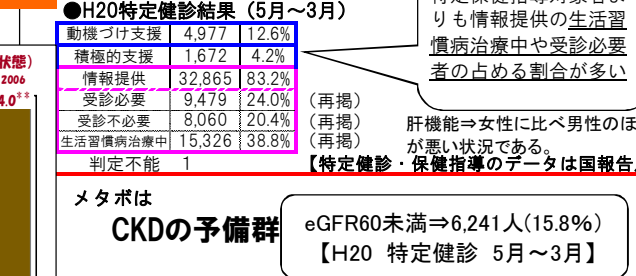 ●H20特定健診結果（5月～3月）
動機づけ支援 4,977 12.6%
積極的支援 1,672 4.2%
情報提供 32,865 83.2%
受診必要 9,479 24.0% （再掲）
受診不必要 8,060 20.4% （再掲）
生活習慣病治療中 15,326 38.8% （再掲）
判定不能 1
りも情報提供の生活習
慣病治療中や受診必要
者の占める割合が多い
肝機能⇒女性に比べ男性のほ
が悪い状況である。
【特定健診・保健指導のデータは国報告
状態）
2006
4.0**
メタボは
CKDの予備群
eGFR60未満⇒6,241人(15.8%)
【H20 特定健診 5月～3月】